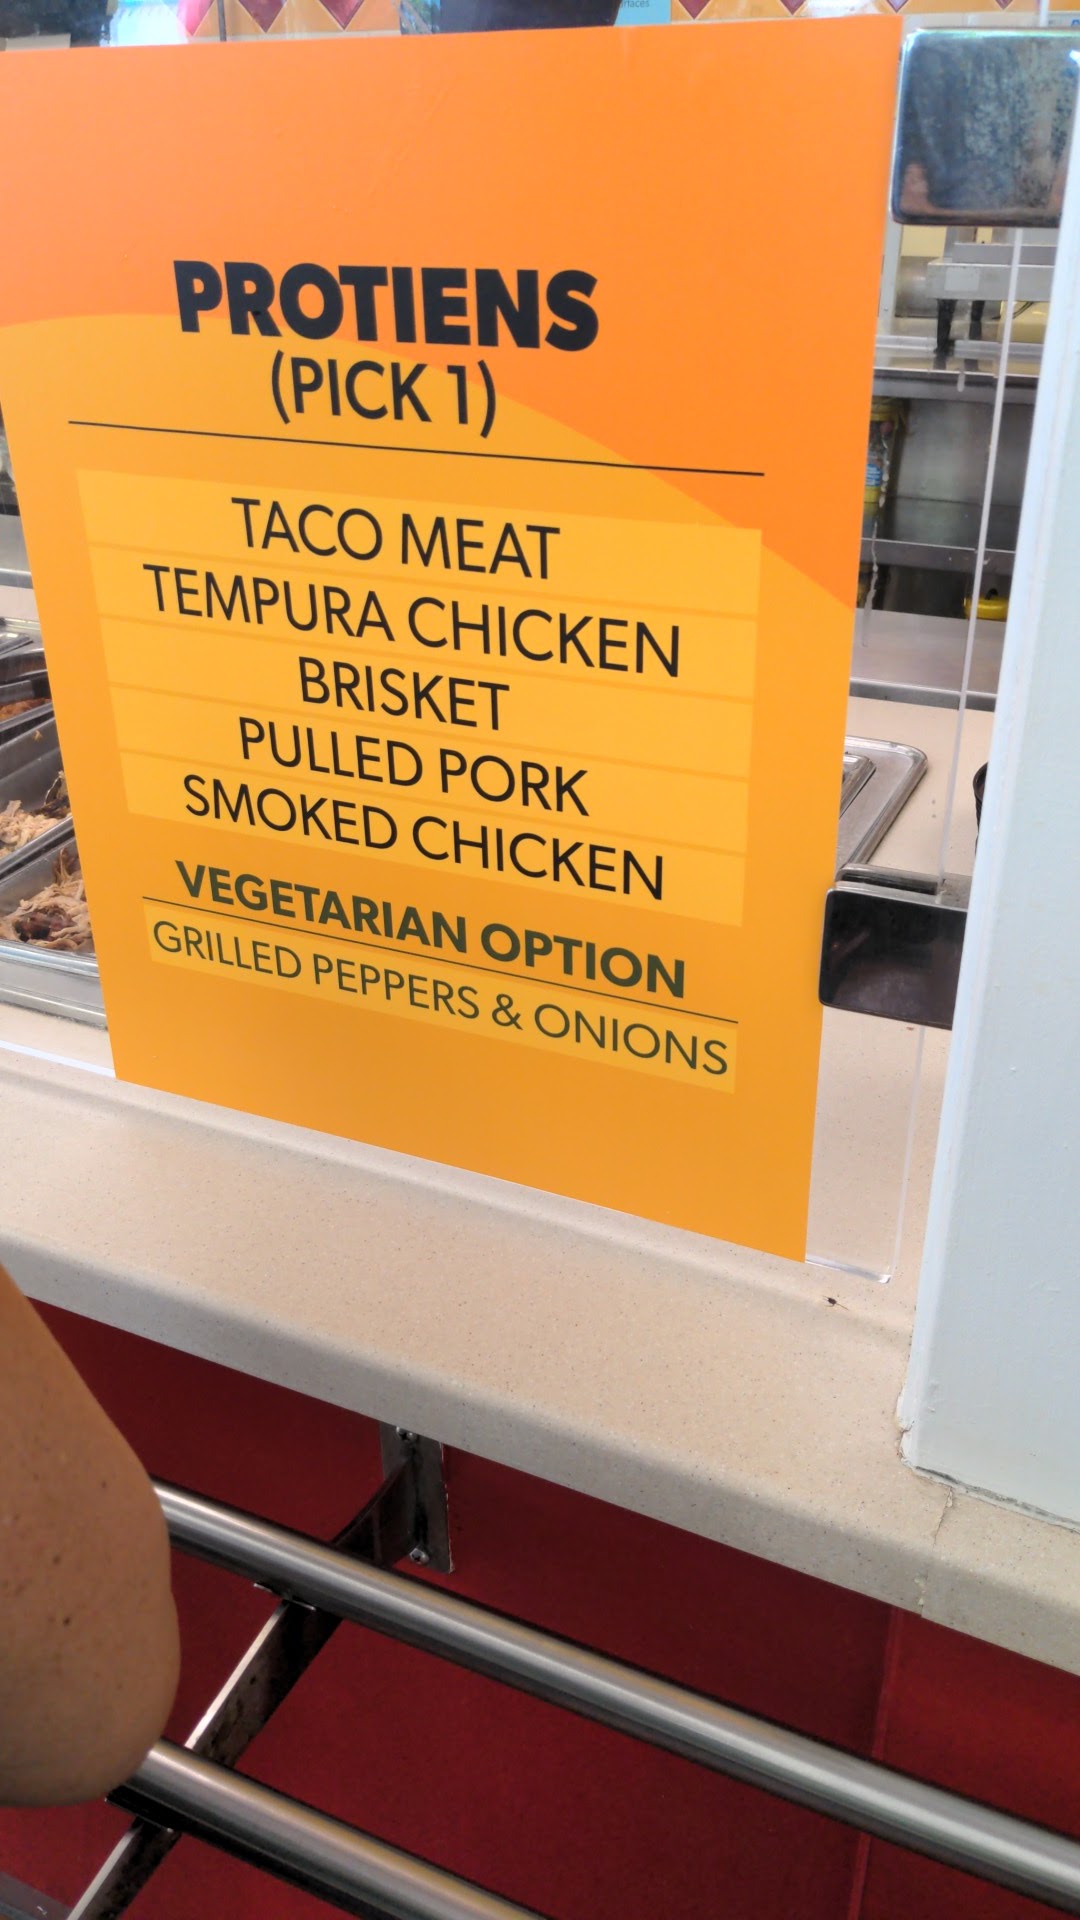 PROTIENS
(PICK 1)
TACO MEAT
TEMPURA CHICKEN
BRISKET
PULLED PORK
SMOKED CHICKEN
VEGETARIAN OPTION
GRILLED PEPPERS & ONIONS